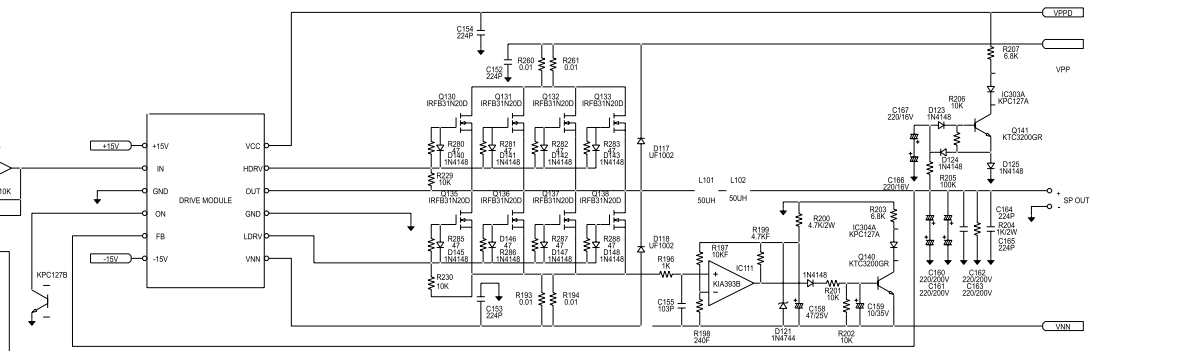 VPPD
C154
224P
R207
6.8K
R260
0.01
R261
0.01
C152
224P
VPP
IC303A
KPC127A
Q130
IRFB31N20D
Q131
IRFB31N20D
Q132
IRFB31N20D
Q133
IRFB31N20D
R206
10K
C167
220/16V
D123
1N4148
Q141
KTC3200GR
+15V
+15V
VCC
R280
47
D140
1N4148
R281
47
D141
1N4148
R282
47
D142
1N4148
R283
47
D143
1N4148
D117
UF1002
D124
1N4148
D125
1N4148
IN
HDRV
R229
10K
L101
L102
C166
220/16V
R205
100K
10K
GND
OUT
50UH
50UH
+
SP OUT
-
DRIVE MODULE
Q135
IRFB31N20D
Q136
IRFB31N20D
Q137
IRFB31N20D
Q138
IRFB31N20D
ON
GND
R200
4.7K/2W
R203
6.8K
C164
224P
R204
1K/2W
C165
224P
IC304A
KPC127A
FB
LDRV
R285
47
D145
1N4148
D146
47
R286
1N4148
R287
47
D147
1N4148
R288
47
D148
1N4148
D118
UF1002
R199
4.7KF
R197
10KF
-15V
-15V
VNN
R196
1K
IC111
Q140
KTC3200GR
KPC127B
R230
10K
+
KIA393B
-
1N4148
R201
10K
C160
220/200V
C161
220/200V
C162
220/200V
C163
220/200V
R193
0.01
R194
0.01
C153
224P
C155
103P
C158
47/25V
C159
10/35V
VNN
R198
240F
D121
1N4744
R202
10K